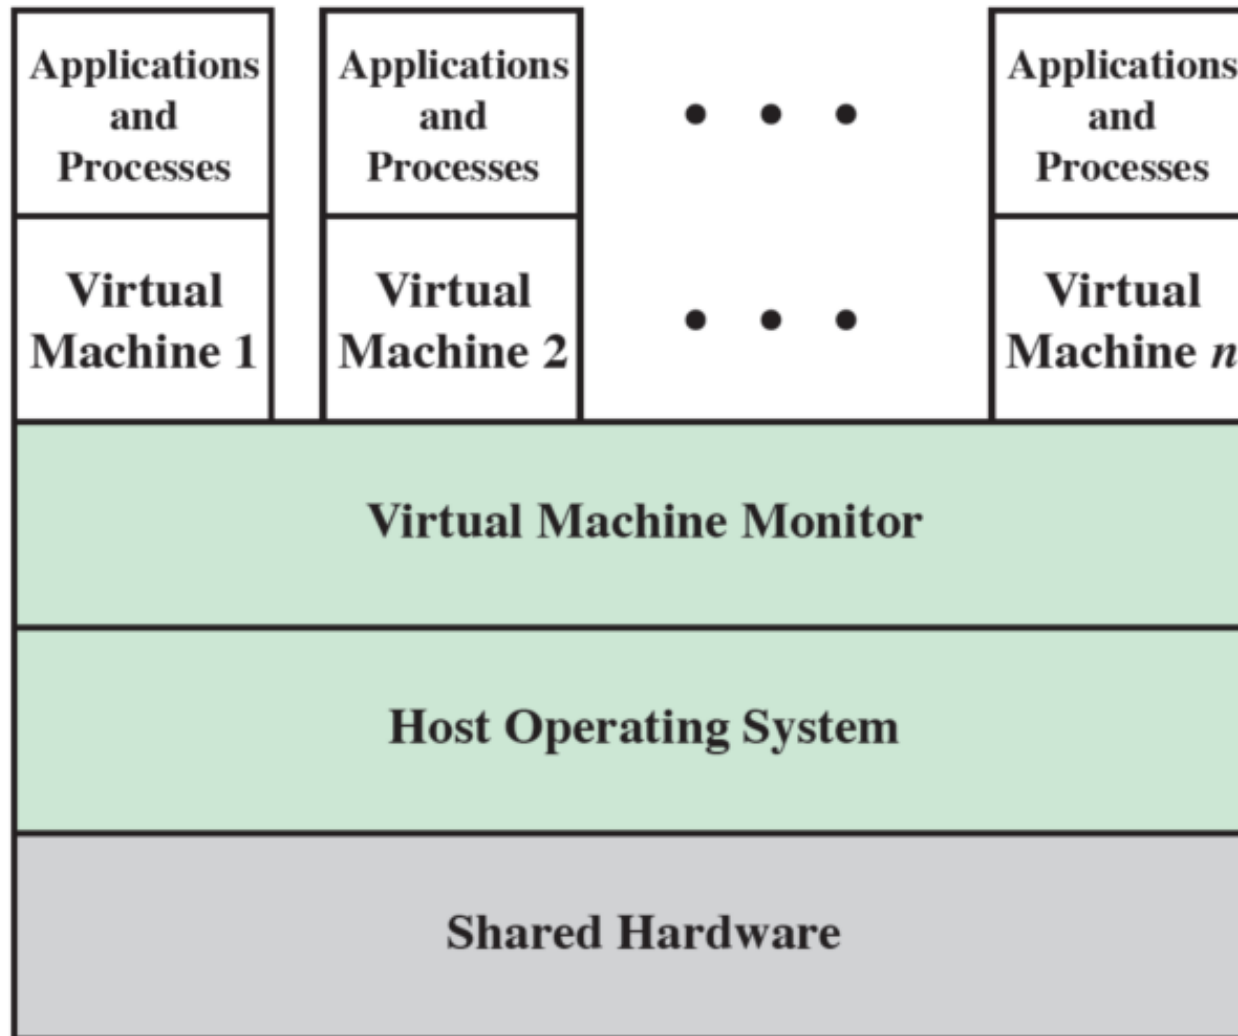 Applications
and
Processes
Applications
and
Processes
• • •
Applications
and
Processes
Virtual
Machine 1
Virtual
Machine 2
• • •
Virtual
Machine n
Virtual Machine Monitor
Host Operating System
Shared Hardware